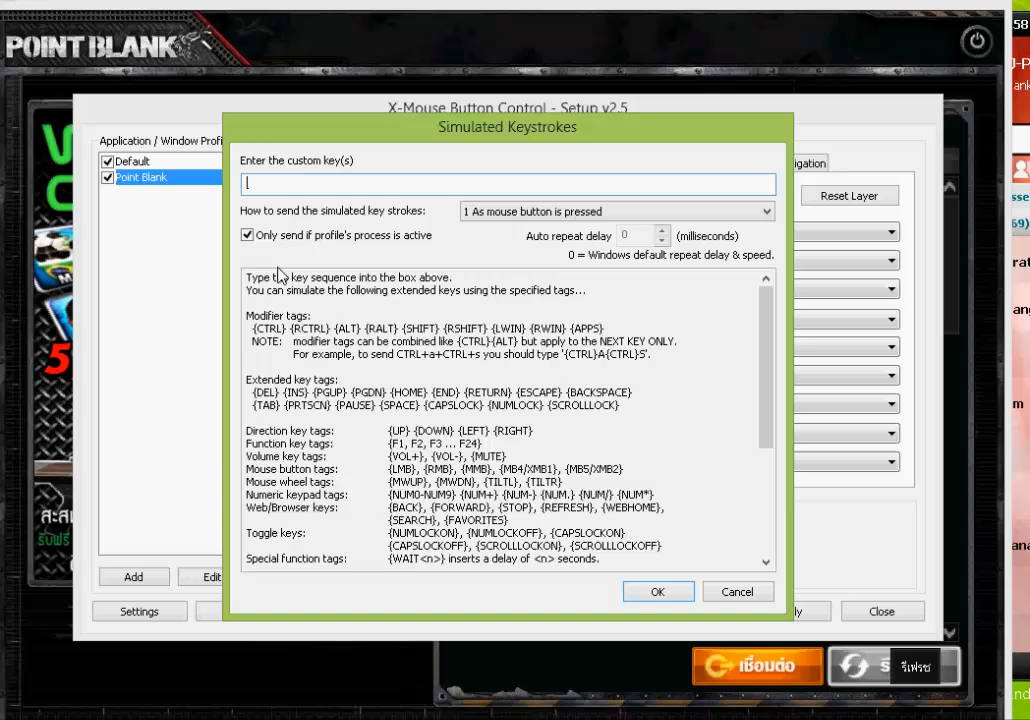 POINT BLANK
58
X-Mouse Button Control - Setup v2.5
Simulated Keystrokes
Application / Window Profi
Default
Point Blank
igation
Reset Layer
Enter the custom key(s)
[
How to send the simulated key strokes:
1 As mouse button is pressed
Only send if profile's process is active
Auto repeat delay
0
(milliseconds)
0 = Windows default repeat delay & speed.
Type the key sequence into the box above.
You can simulate the following extended keys using the specified tags...
Modifier tags:
{CTRL} {RCTRL} {ALT} {RALT} {SHIFT} {RSHIFT} {LWIN} {RWIN} {APPS}
NOTE: modifier tags can be combined like {CTRL}{ALT} but apply to the NEXT KEY ONLY.
For example, to send CTRL+a+CTRL+s you should type '{CTRL}A{CTRL}S'.
Extended key tags:
{DEL} {INS} {PGUP} {PGDN} {HOME} {END} {RETURN} {ESCAPE} {BACKSPACE}
{TAB} {PRTSCN} {PAUSE} {SPACE} {CAPSLOCK} {NUMLOCK} {SCROLLLOCK}
Direction key tags: {UP} {DOWN} {LEFT} {RIGHT}
Function key tags: {F1, F2, F3 ... F24}
Volume key tags: {VOL+}, {VOL-}, {MUTE}
Mouse button tags: {LMB}, {RMB}, {MMB}, {MB4/XMB1}, {MB5/XMB2}
Mouse wheel tags: {MWUP}, {MWDN}, {TILTL}, {TILTR}
Numeric keypad tags: {NUM0-NUM9} {NUM+} {NUM-} {NUM.} {NUM/} {NUM*}
Web/Browser keys: {BACK}, {FORWARD}, {STOP}, {REFRESH}, {WEBHOME},
{SEARCH}, {FAVORITES}
Toggle keys: {NUMLOCKON}, {NUMLOCKOFF}, {CAPSLOCKON}
{CAPSLOCKOFF}, {SCROLLLOCKON}, {SCROLLLOCKOFF}
Special function tags: {WAIT<n>} inserts a delay of <n> seconds.
Add
Edit
OK
Cancel
Settings
ly
Close
เชื่อมต่อ
รีเฟรช